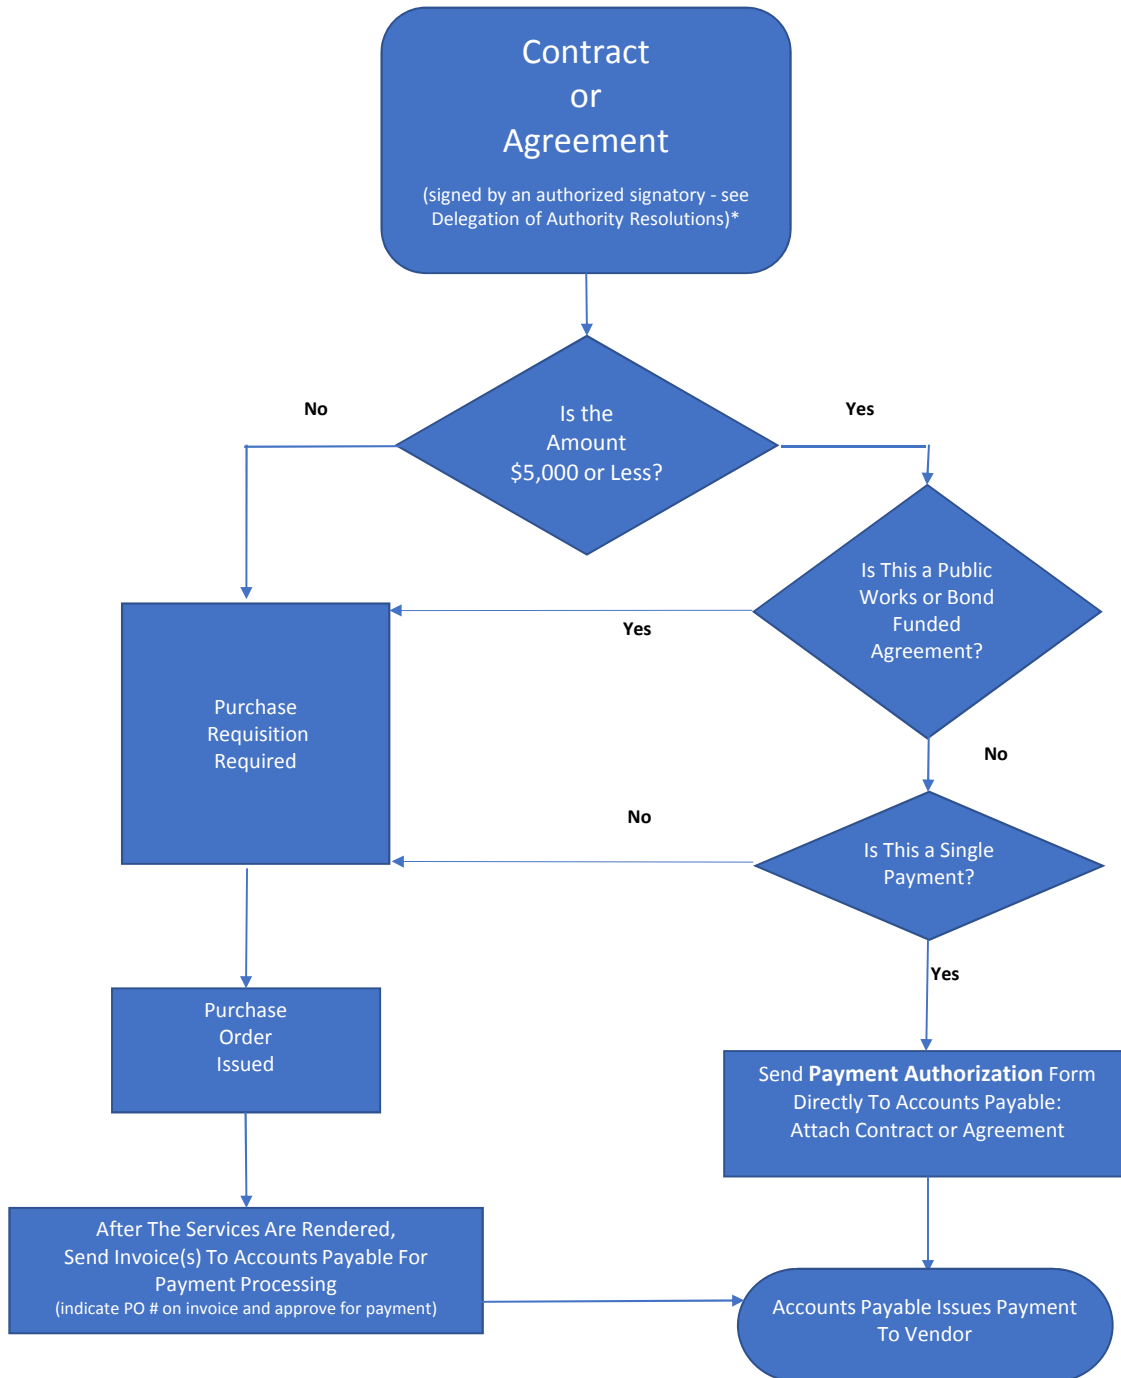 Contract
or
Agreement
(signed by an authorized signatory - see
Delegation of Authority Resolutions)*
No
Yes
Is the
Amount
$5,000 or Less?
Is This a Public
Works or Bond
Funded
Agreement?
Yes
Purchase
Requisition
Required
No
No
Is This a Single
Payment?
Yes
Purchase
Order
Issued
Send Payment Authorization Form
Directly To Accounts Payable:
Attach Contract or Agreement
After The Services Are Rendered,
Send Invoice(s) To Accounts Payable For
Payment Processing
(indicate PO # on invoice and approve for payment)
Accounts Payable Issues Payment
To Vendor